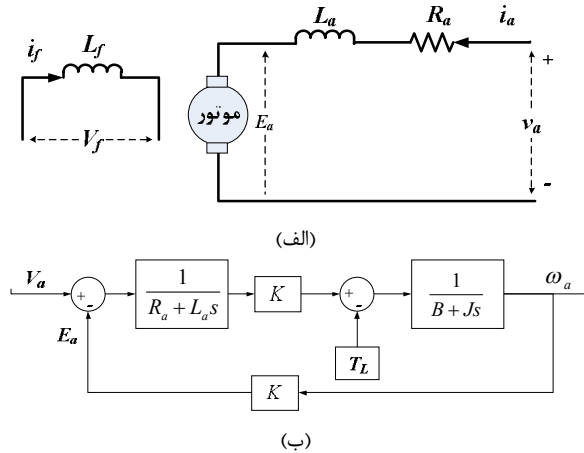 i_f
L_f
V_f
L_a
R_a
i_a
موتور
E_a
+
v_a
-
(الف)
V_a
+
-
1
R_a + L_a s
K
+
-
1
B + Js
ω_a
E_a
T_L
K
(ب)